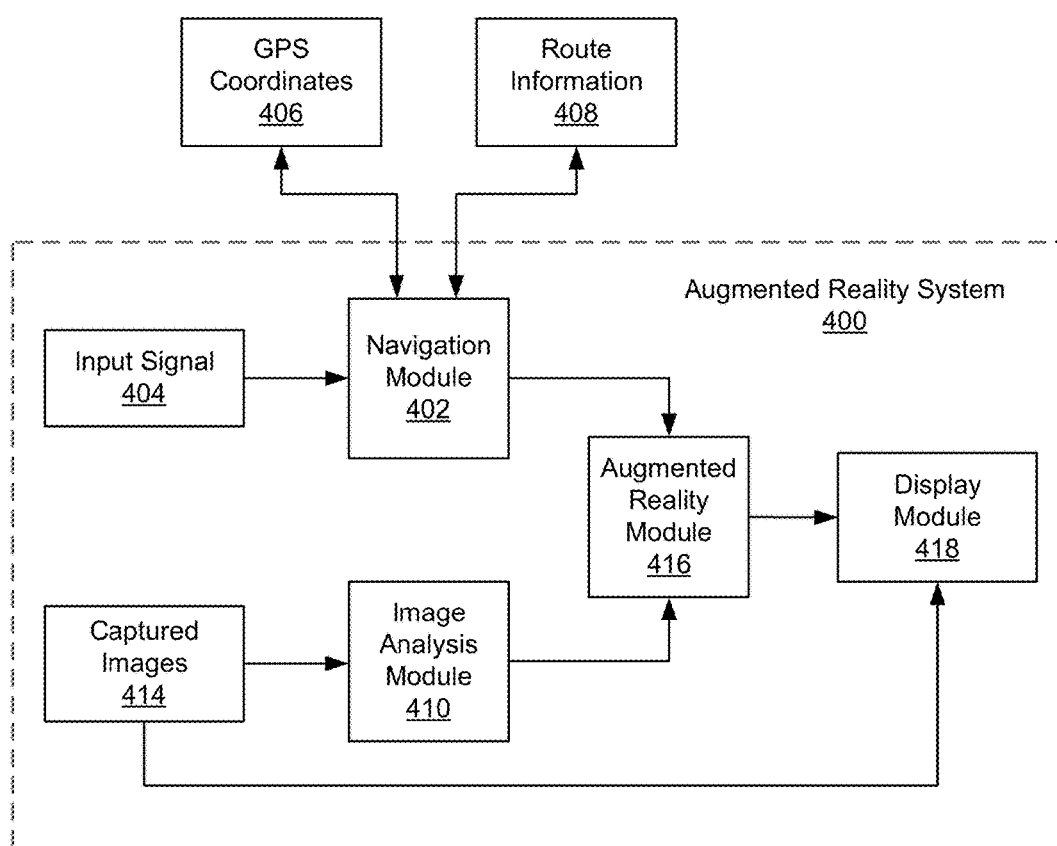 GPS
Coordinates
406
Route
Information
408
Augmented Reality System
400
Input Signal
404
Navigation
Module
402
Augmented
Reality
Module
416
Display
Module
418
Captured
Images
414
Image
Analysis
Module
410